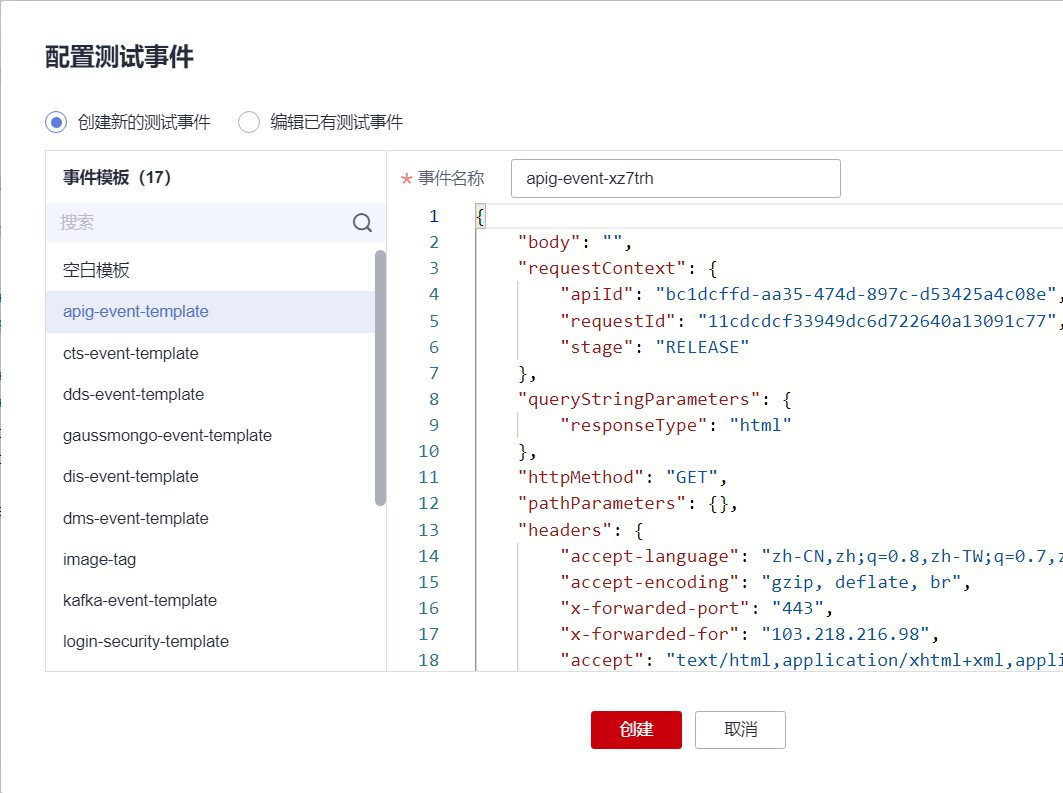 配置测试事件
创建新的测试事件 编辑已有测试事件
事件模板（17）
搜索
空白模板
apig-event-template
cts-event-template
dds-event-template
gaussmongo-event-template
dis-event-template
dms-event-template
image-tag
kafka-event-template
login-security-template
* 事件名称 apig-event-xz7trh
1 {
2 "body": "",
3 "requestContext": {
4 "apiId": "bc1dcffd-aa35-474d-897c-d53425a4c08e",
5 "requestId": "11cdcdcf33949dc6d722640a13091c77",
6 "stage": "RELEASE"
7 },
8 "queryStringParameters": {
9 "responseType": "html"
10 },
11 "httpMethod": "GET",
12 "pathParameters": {},
13 "headers": {
14 "accept-language": "zh-CN,zh;q=0.8,zh-TW;q=0.7,z
15 "accept-encoding": "gzip, deflate, br",
16 "x-forwarded-port": "443",
17 "x-forwarded-for": "103.218.216.98",
18 "accept": "text/html,application/xhtml+xml,appli
创建 取消